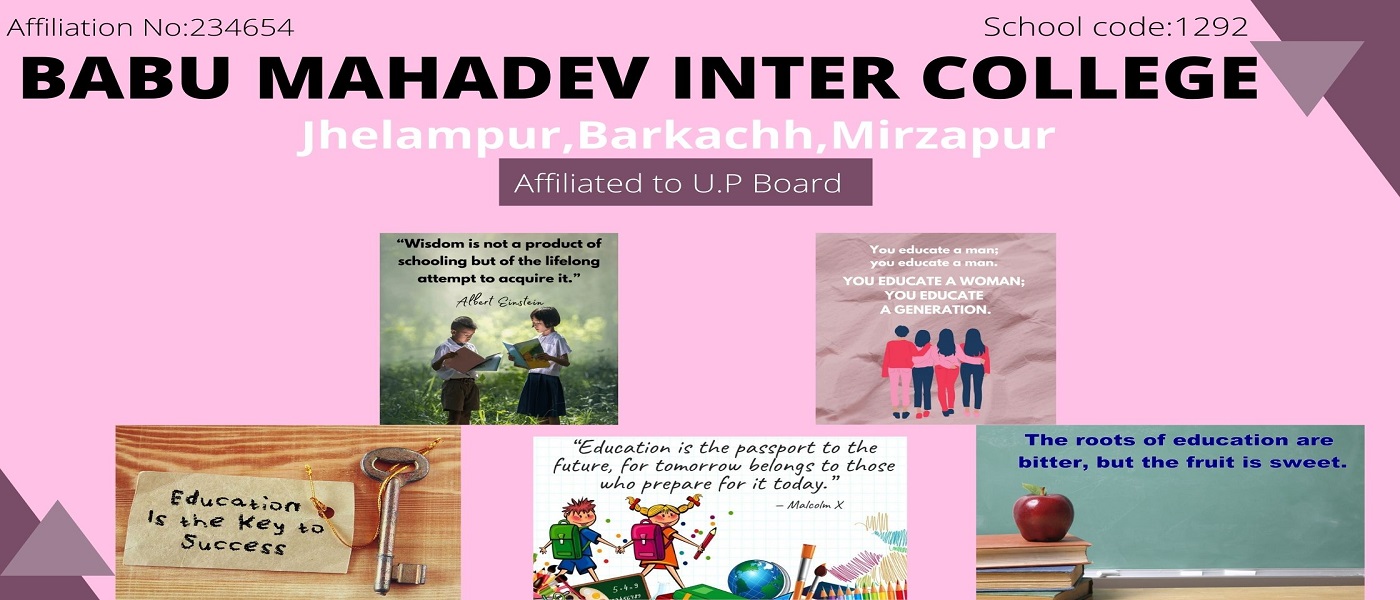 Affiliation No:234654
School code:1292
BABU MAHADEV INTER COLLEGE
Jhelampur,Barkachh,Mirzapur
Affiliated to U.P Board
“Wisdom is not a product of
schooling but of the lifelong
attempt to acquire it.”
Albert Einstein
You educate a man;
you educate a man.
YOU EDUCATE A WOMAN;
YOU EDUCATE
A GENERATION.
Education
Is the Key to
Success
“Education is the passport to the
future, for tomorrow belongs to those
who prepare for it today.”
– Malcolm X
The roots of education are
bitter, but the fruit is sweet.